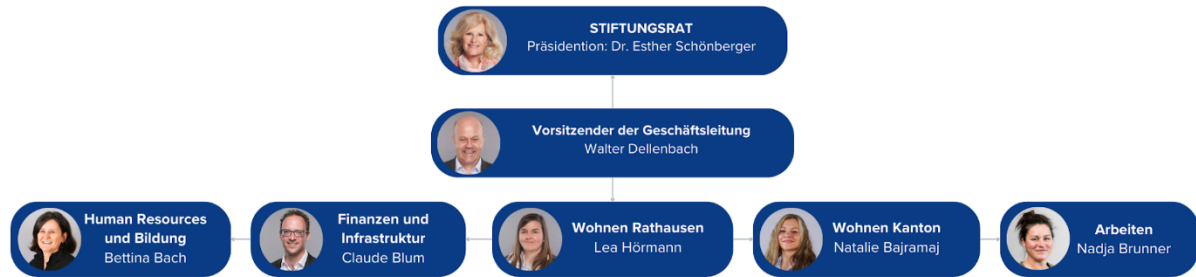 STIFTUNGSRAT
Präsidention: Dr. Esther Schönberger
Vorsitzender der Geschäftsleitung
Walter Dellenbach
Human Resources
und Bildung
Bettina Bach
Finanzen und
Infrastruktur
Claude Blum
Wohnen Rathausen
Lea Hörmann
Wohnen Kanton
Natalie Bajramaj
Arbeiten
Nadja Brunner